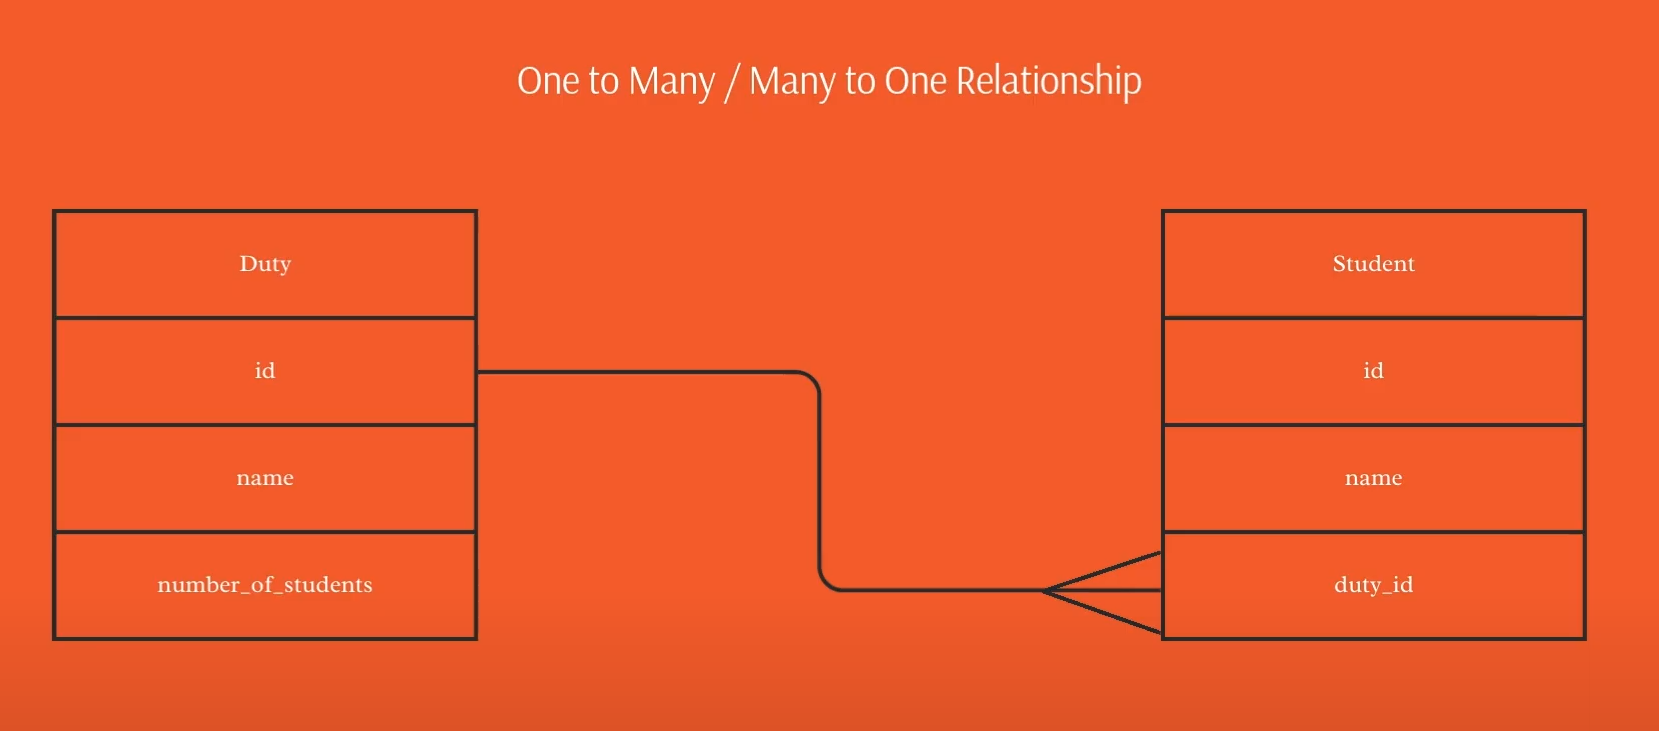 One to Many / Many to One Relationship
Duty
id
name
number_of_students
Student
id
name
duty_id